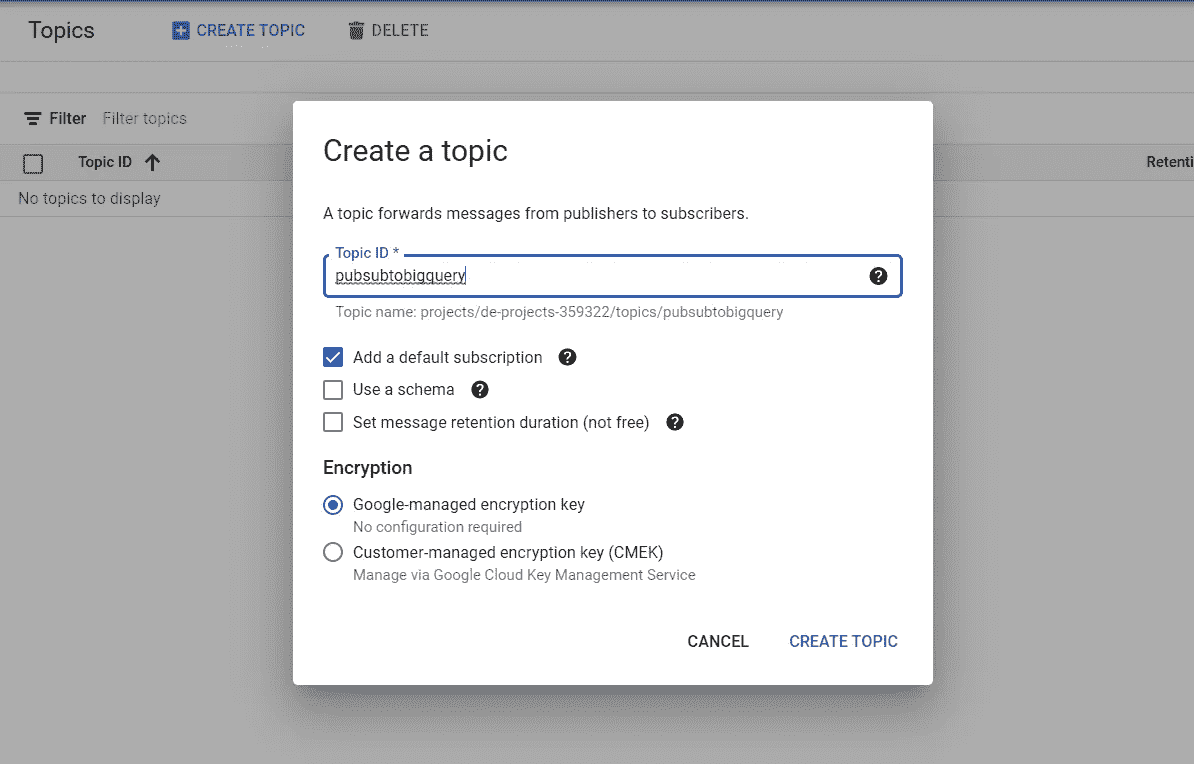 Topics CREATE TOPIC DELETE
Filter Filter topics
Topic ID Retenti
No topics to display
Create a topic
A topic forwards messages from publishers to subscribers.
Topic ID *
pubsubtobigquery
Topic name: projects/de-projects-359322/topics/pubsubtobigquery
Add a default subscription
Use a schema
Set message retention duration (not free)
Encryption
Google-managed encryption key
No configuration required
Customer-managed encryption key (CMEK)
Manage via Google Cloud Key Management Service
CANCEL CREATE TOPIC